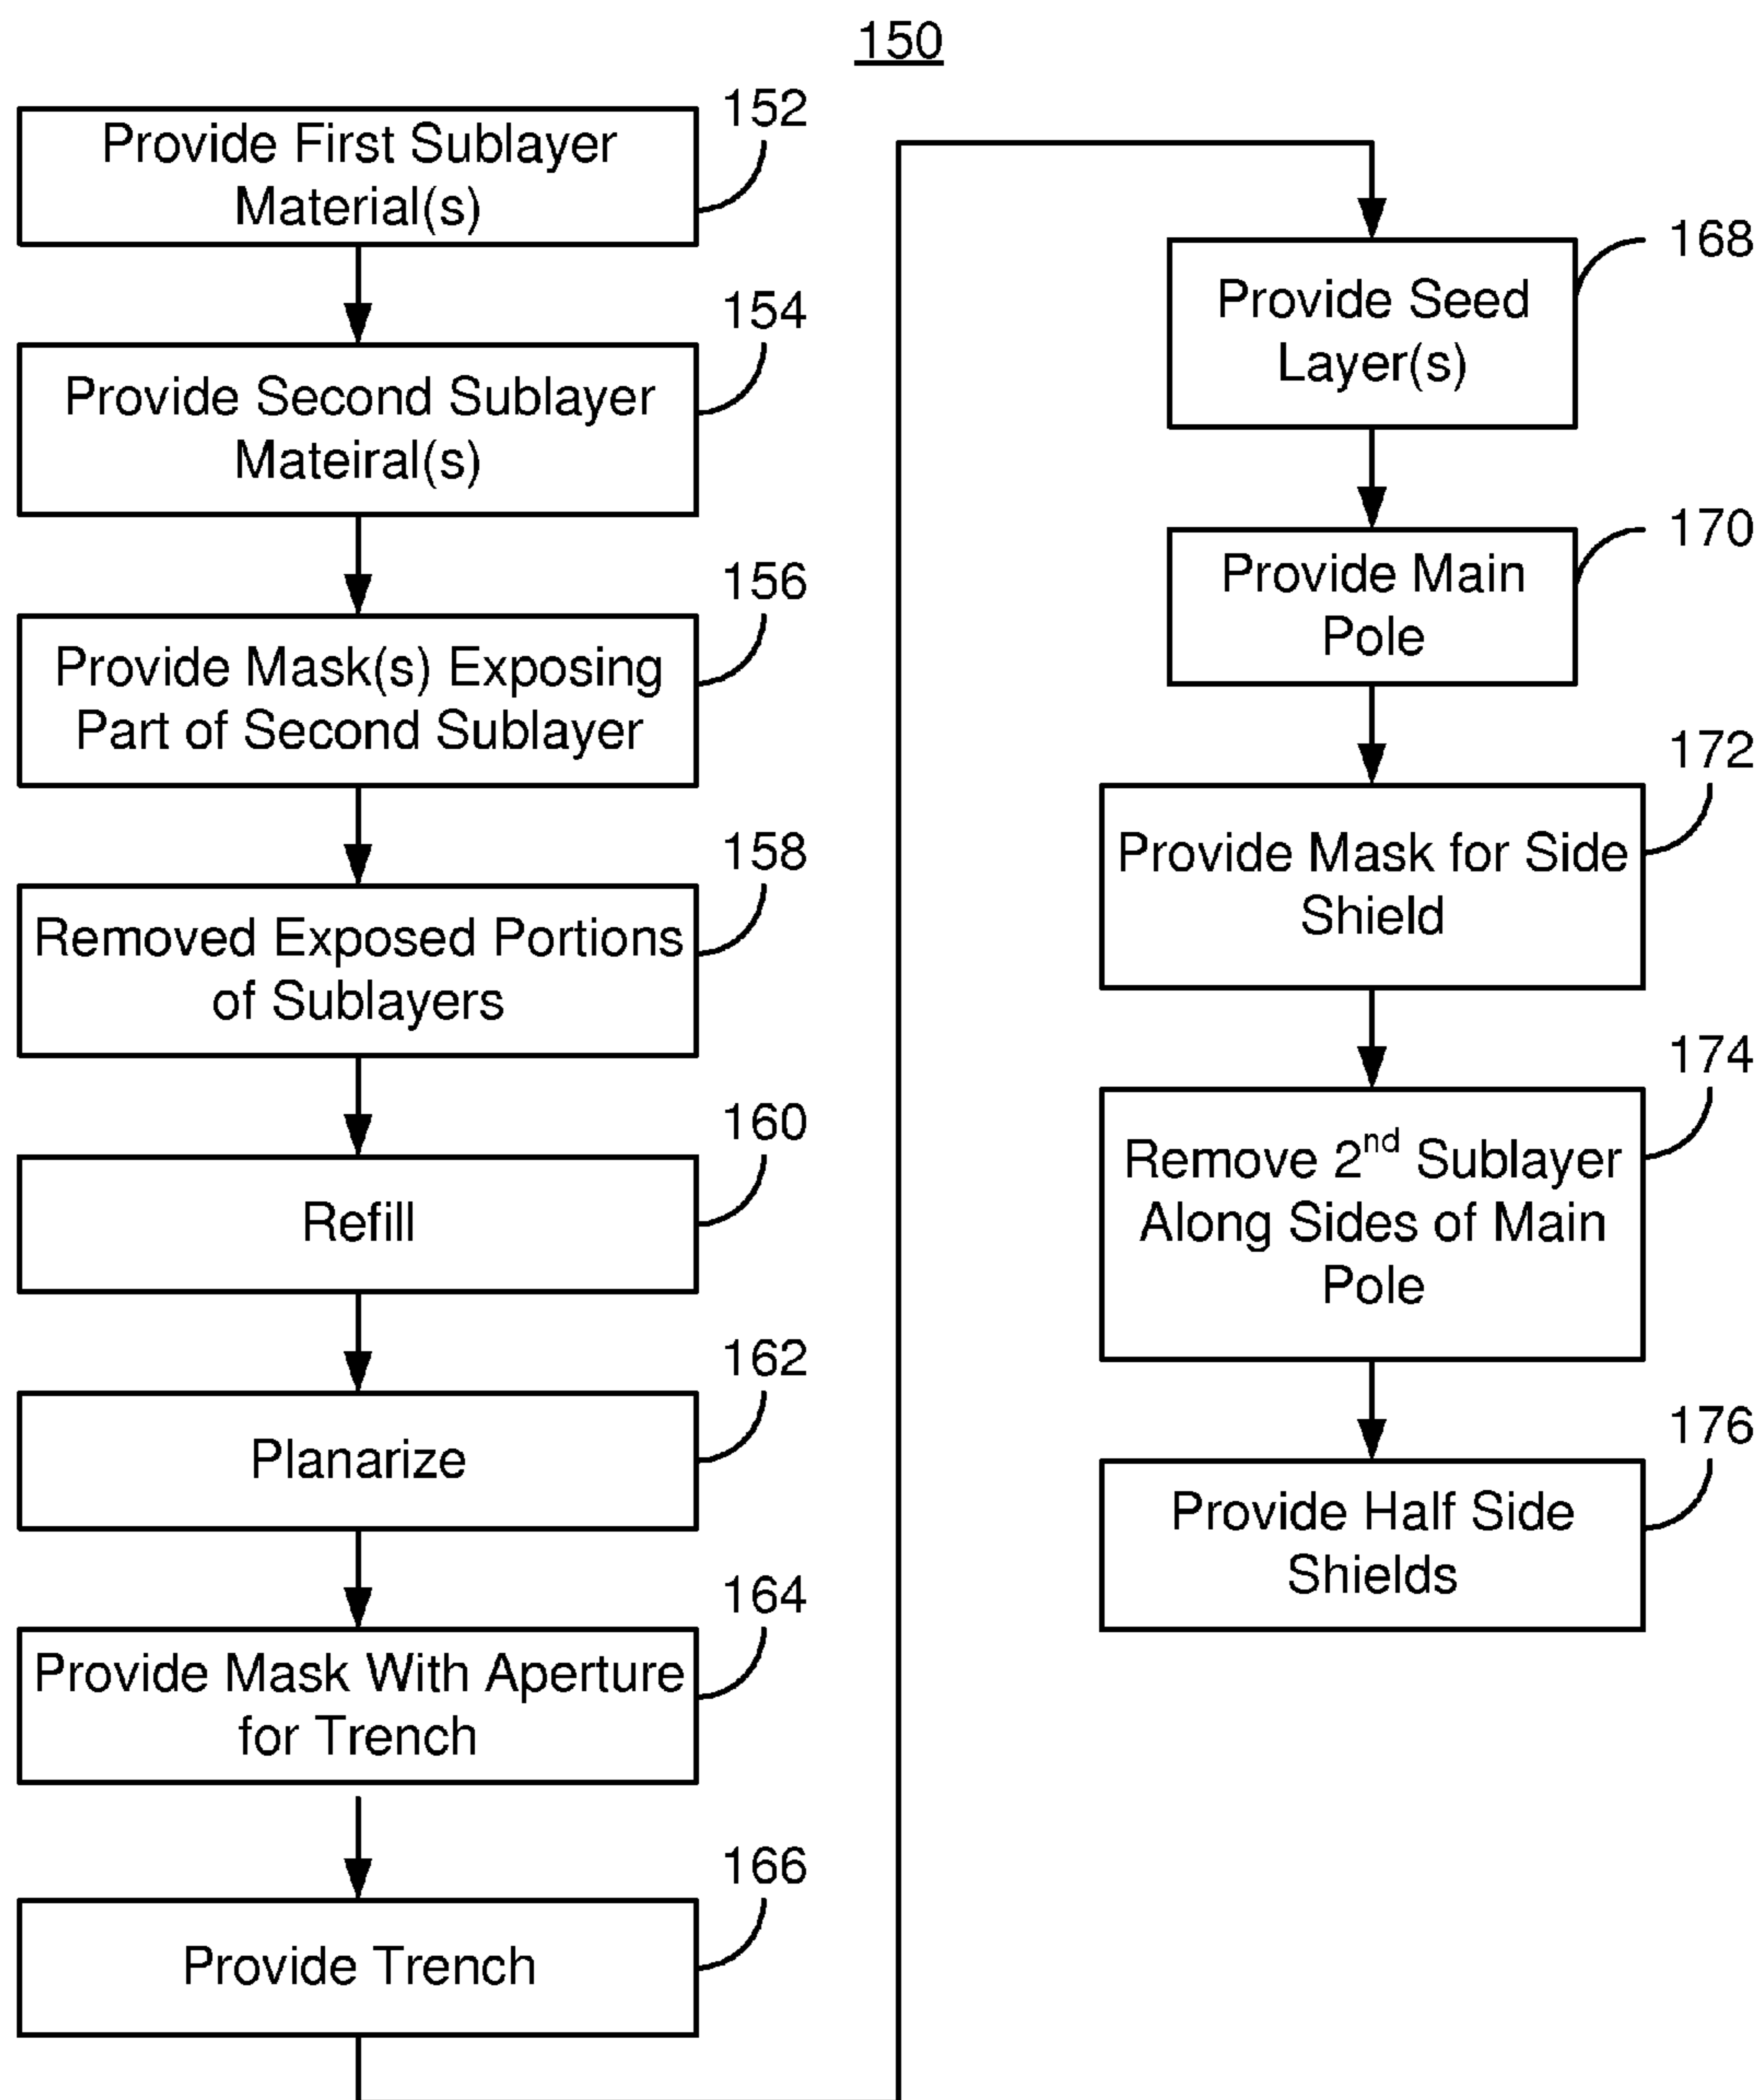 150
152
Provide First Sublayer
Material(s)
154
Provide Second Sublayer
Mateiral(s)
156
Provide Mask(s) Exposing
Part of Second Sublayer
158
Removed Exposed Portions
of Sublayers
160
Refill
162
Planarize
164
Provide Mask With Aperture
for Trench
166
Provide Trench
168
Provide Seed
Layer(s)
170
Provide Main
Pole
172
Provide Mask for Side
Shield
174
Remove 2nd Sublayer
Along Sides of Main
Pole
176
Provide Half Side
Shields